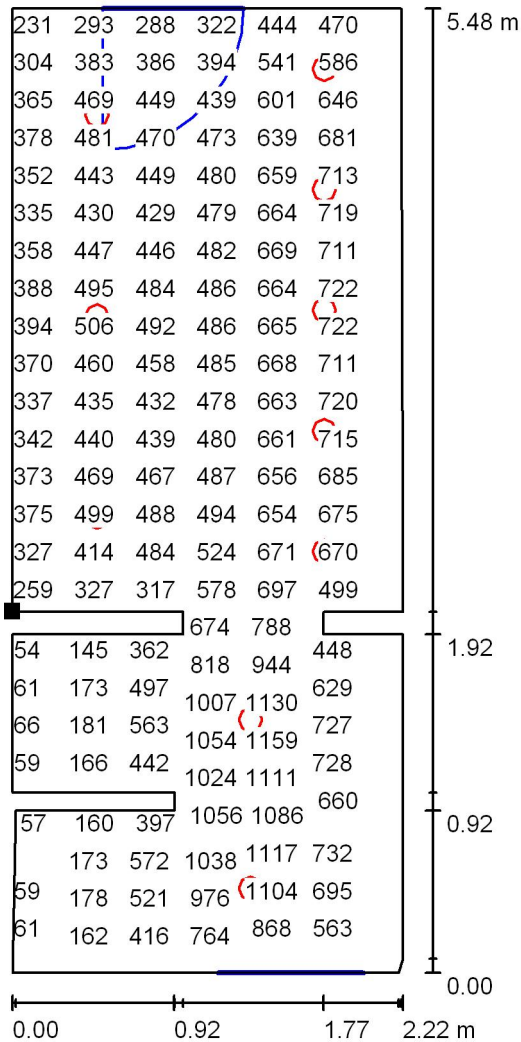 231 293 288 322 444 470 5.48 m
304 383 386 394 541 586
365 469 449 439 601 646
378 481 470 473 639 681
352 443 449 480 659 713
335 430 429 479 664 719
358 447 446 482 669 711
388 495 484 486 664 722
394 506 492 486 665 722
370 460 458 485 668 711
337 435 432 478 663 720
342 440 439 480 661 715
373 469 467 487 656 685
375 499 488 494 654 675
327 414 484 524 671 670
259 327 317 578 697 499
674 788
54 145 362 448 1.92
818 944
61 173 497 629
1007 1130
66 181 563 727
1054 1159
59 166 442 728
1024 1111
660
1056 1086 0.92
57 160 397
173 572 1038 1117 732
59 178 521 976 1104 695
61 162 416 764 868 563
0.00
0.00 0.92 1.77 2.22 m